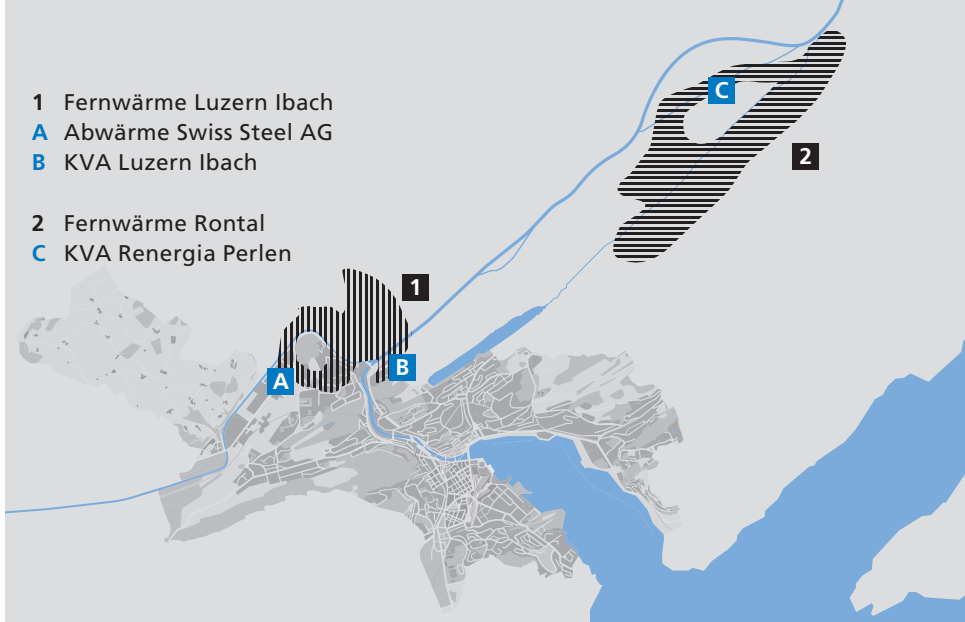 1 Fernwärme Luzern Ibach
A Abwärme Swiss Steel AG
B KVA Luzern Ibach
2 Fernwärme Rontal
C KVA Renergia Perlen
C
2
1
B
A